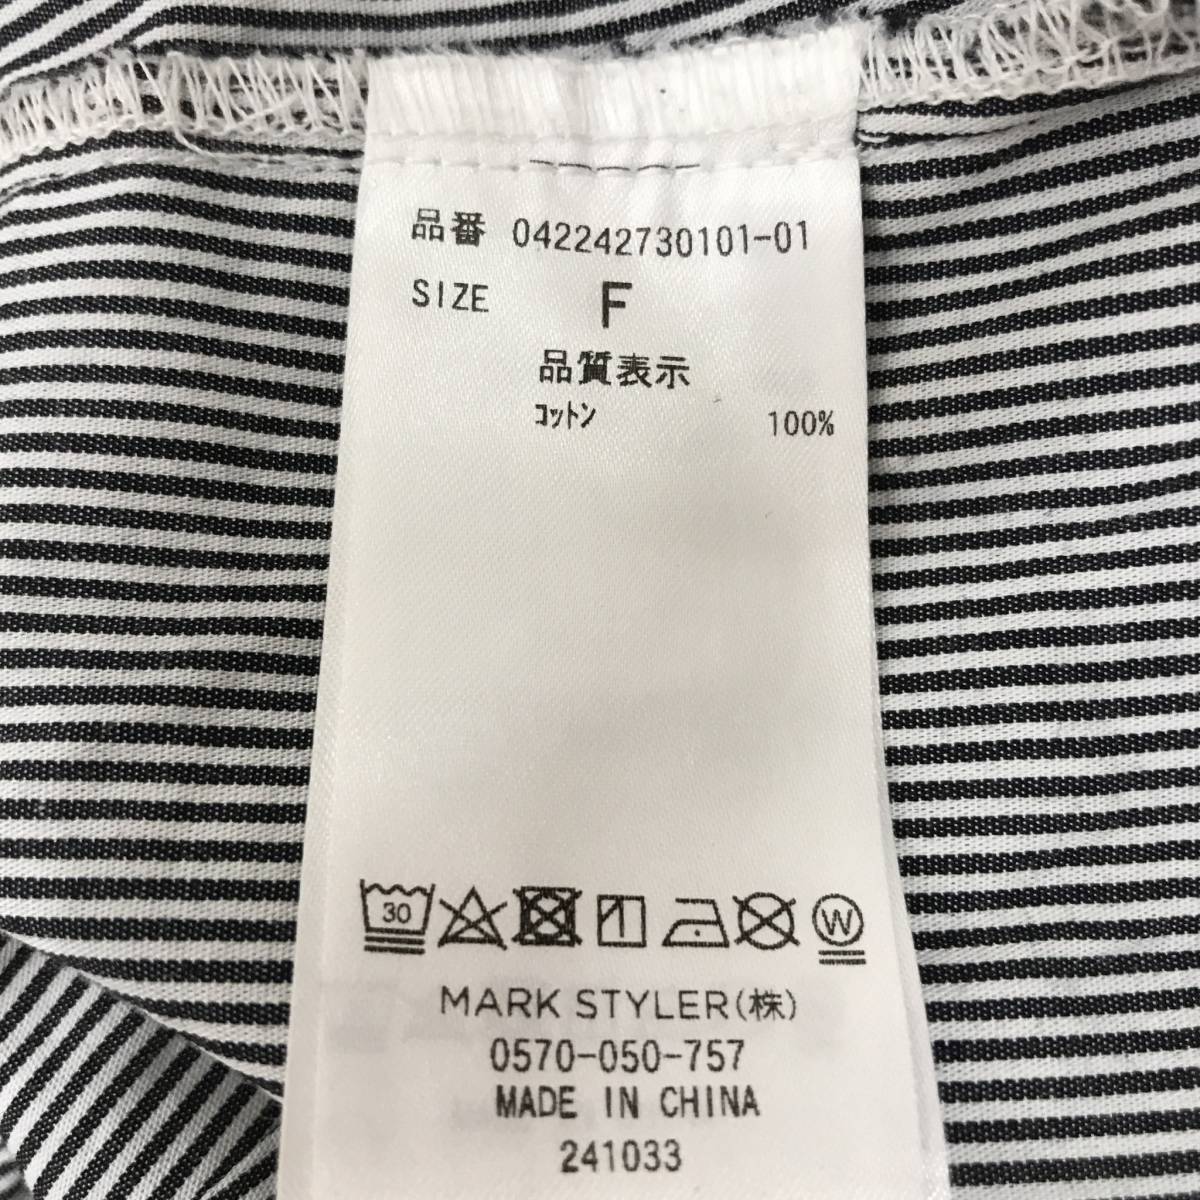 品番 042242730101-01
SIZE F
品質表示
コットン 100%
30 W
MARK STYLER(株)
0570-050-757
MADE IN CHINA
241033